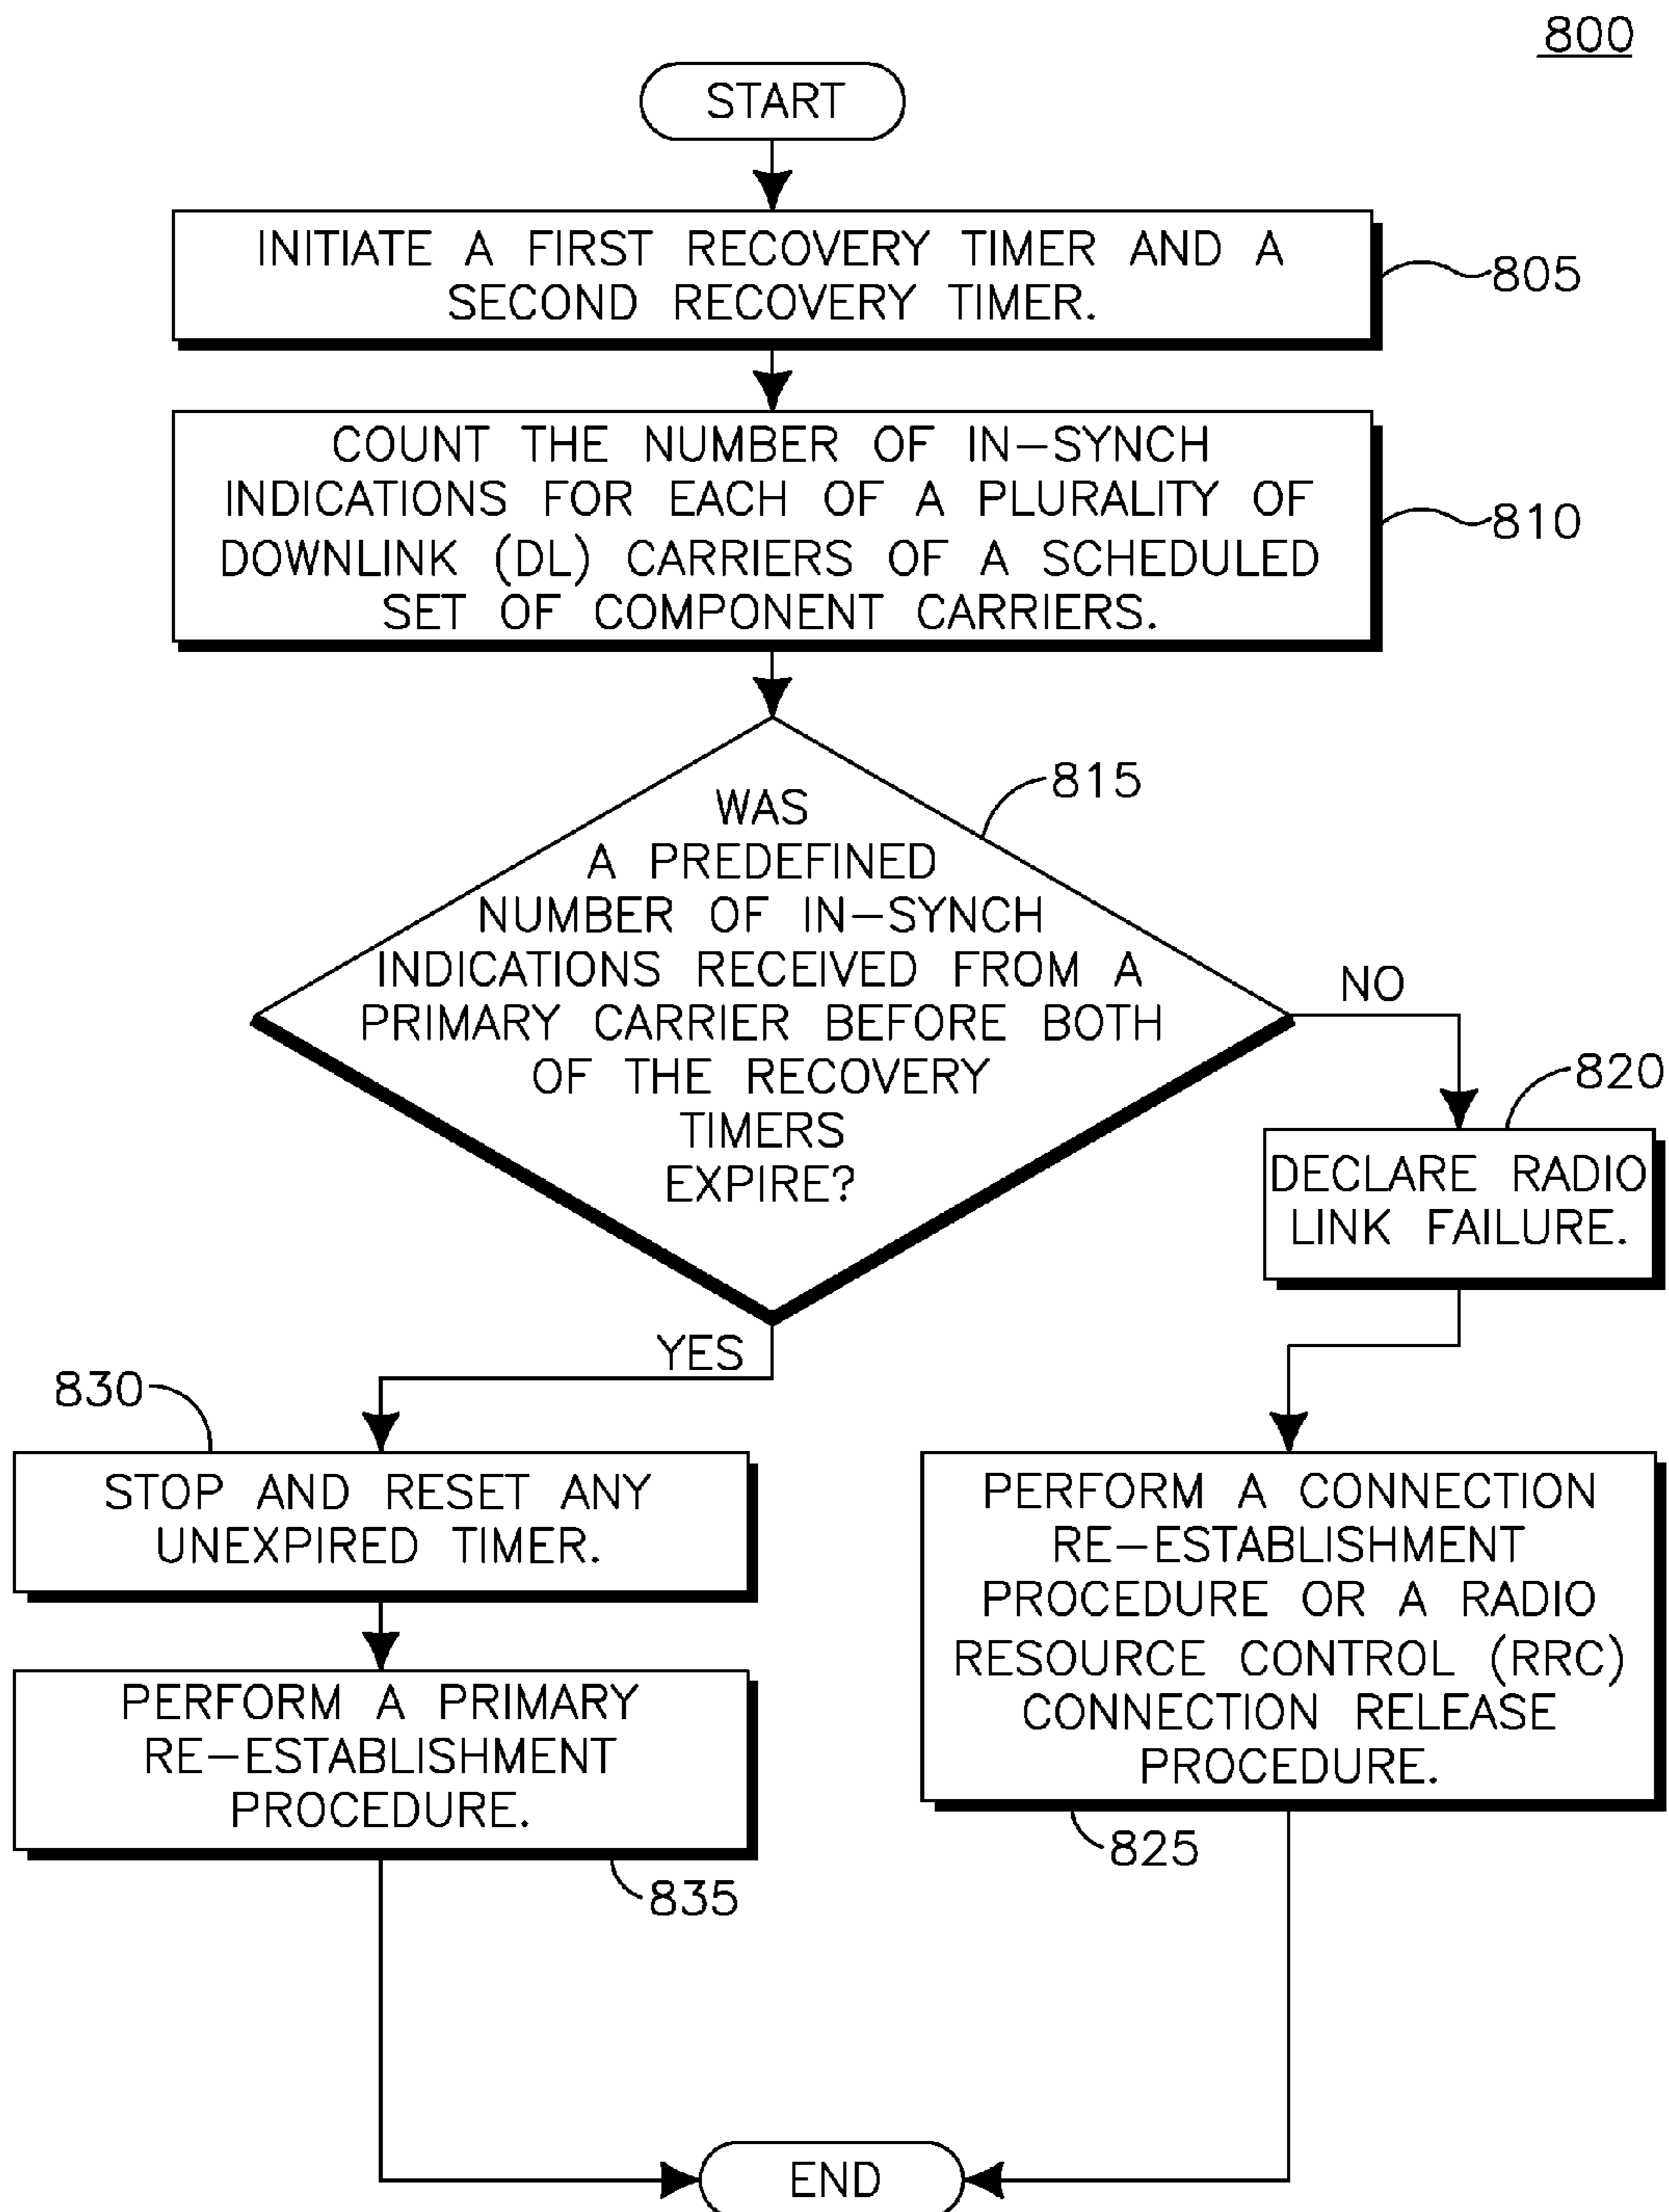 800
START
INITIATE A FIRST RECOVERY TIMER AND A
SECOND RECOVERY TIMER.
805
COUNT THE NUMBER OF IN-SYNCH
INDICATIONS FOR EACH OF A PLURALITY OF
DOWNLINK (DL) CARRIERS OF A SCHEDULED
SET OF COMPONENT CARRIERS.
810
815
WAS
A PREDEFINED
NUMBER OF IN-SYNCH
INDICATIONS RECEIVED FROM A
PRIMARY CARRIER BEFORE BOTH
OF THE RECOVERY
TIMERS
EXPIRE?
NO
820
DECLARE RADIO
LINK FAILURE.
YES
830
STOP AND RESET ANY
UNEXPIRED TIMER.
PERFORM A PRIMARY
RE-ESTABLISHMENT
PROCEDURE.
835
PERFORM A CONNECTION
RE-ESTABLISHMENT
PROCEDURE OR A RADIO
RESOURCE CONTROL (RRC)
CONNECTION RELEASE
PROCEDURE.
825
END